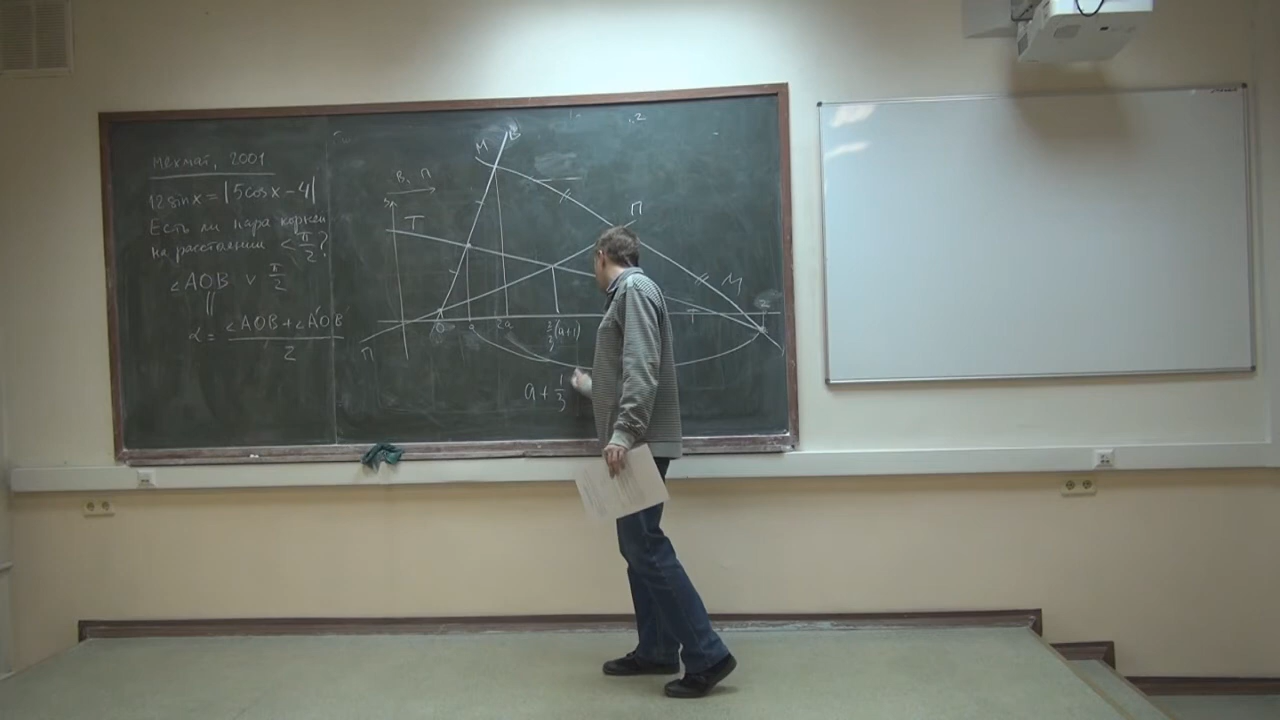 мехмат, 2001
12 sin x = |5cos x − 4|
Есть ли пара корней
на расстоянии < π/2?
∠AOB ∨ π/2
||
α = (∠AOB + ∠A'OB')/2
В, П
T
M
П
M
П
0 a 2a 2/3(a+1)
a + 1/3